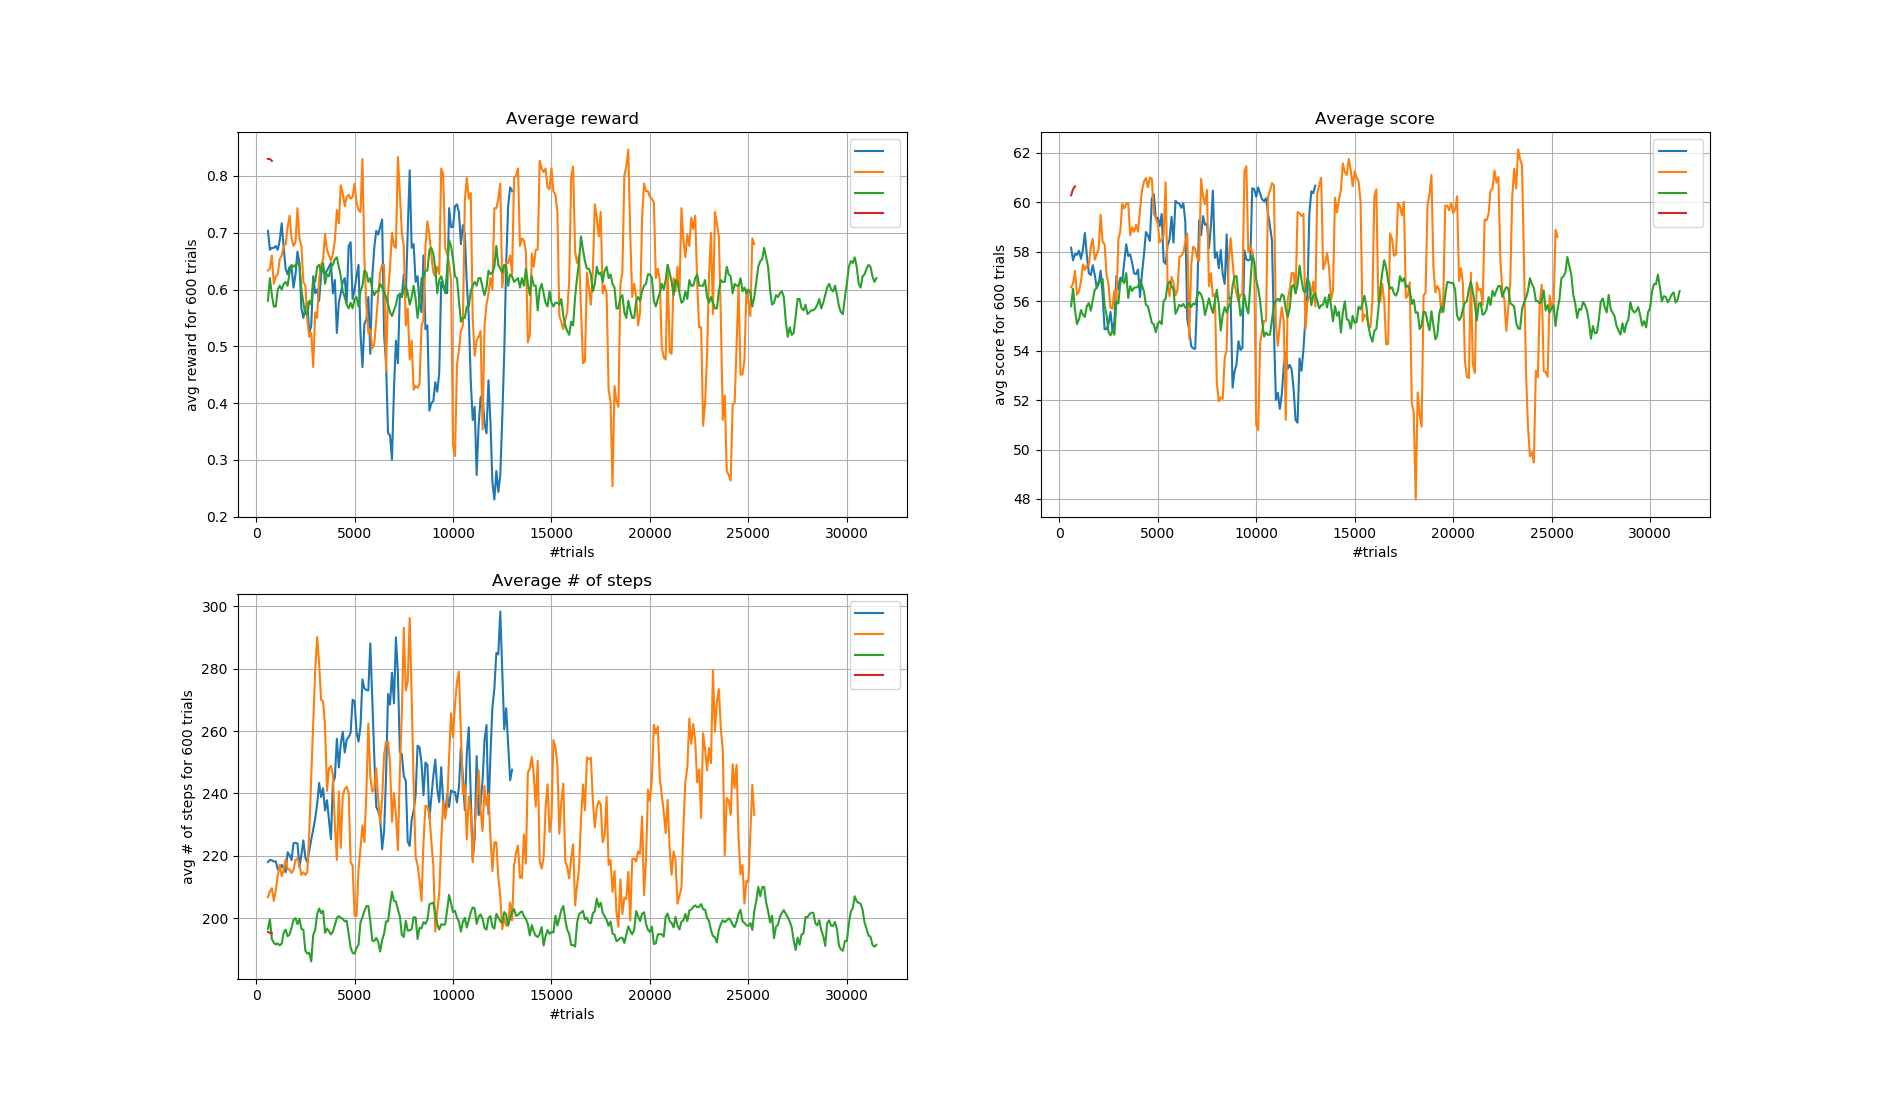 Average reward
avg reward for 600 trials
0.8
0.7
0.6
0.5
0.4
0.3
0.2
0 5000 10000 15000 20000 25000 30000
#trials
Average score
avg score for 600 trials
62
60
58
56
54
52
50
48
0 5000 10000 15000 20000 25000 30000
#trials
Average # of steps
avg # of steps for 600 trials
300
280
260
240
220
200
0 5000 10000 15000 20000 25000 30000
#trials